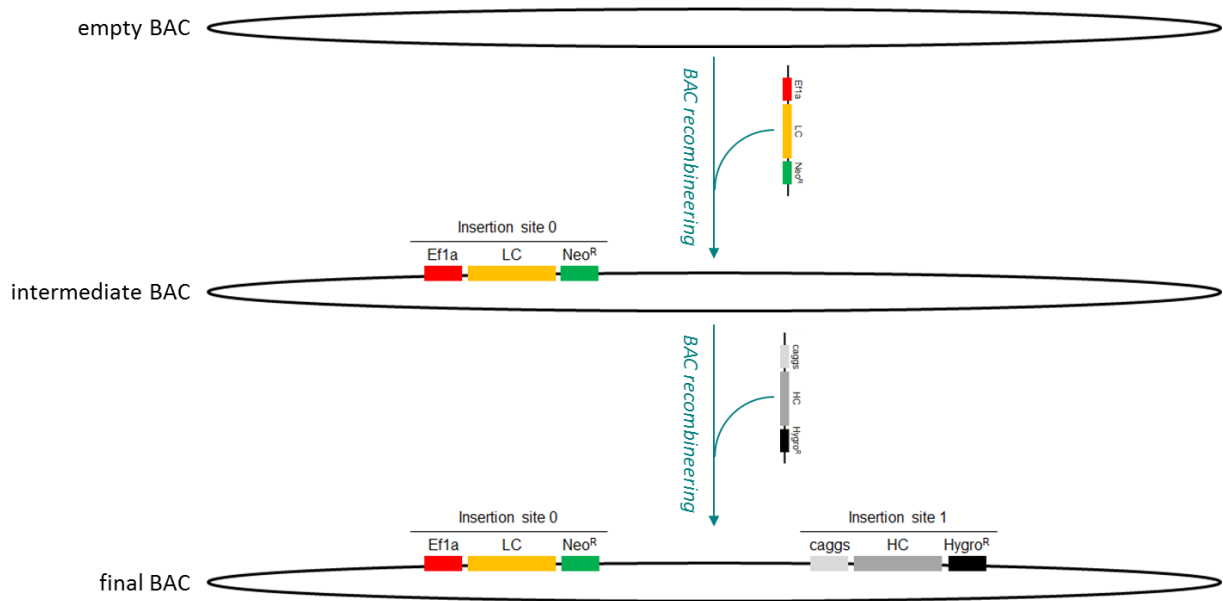 empty BAC
BAC recombineering
Ef1a
LC
Neoᴿ
Insertion site 0
Ef1a LC Neoᴿ
intermediate BAC
BAC recombineering
caggs
HC
Hygroᴿ
Insertion site 0 Insertion site 1
Ef1a LC Neoᴿ caggs HC Hygroᴿ
final BAC